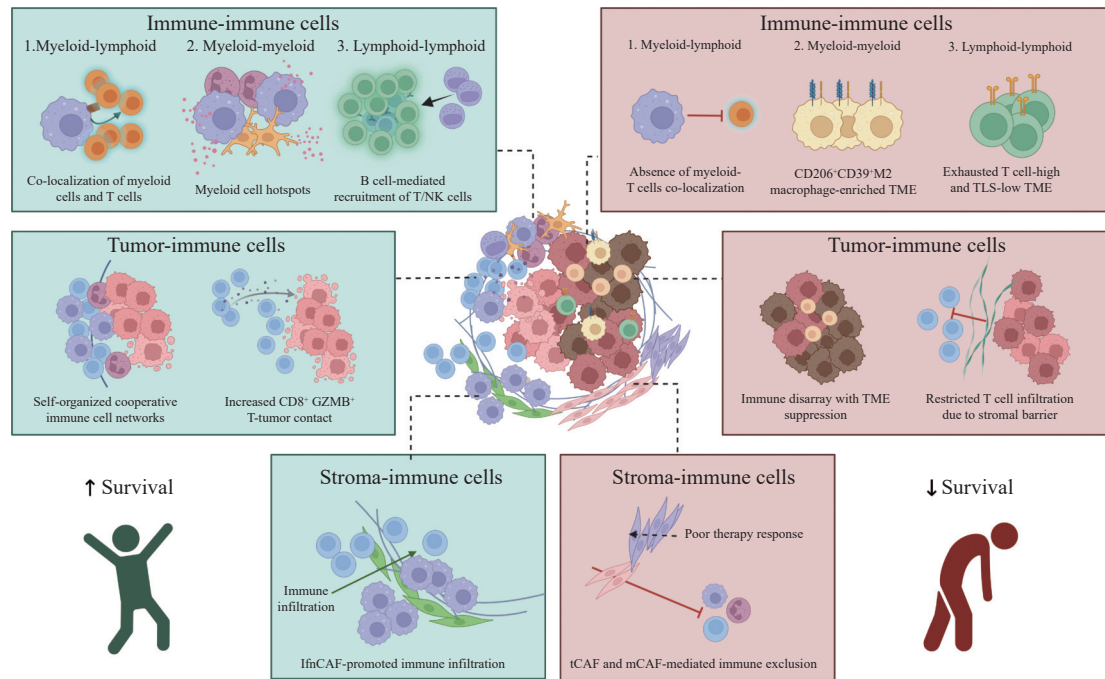 Immune-immune cells
1.Myeloid-lymphoid
2. Myeloid-myeloid
3. Lymphoid-lymphoid
Co-localization of myeloid
cells and T cells
Myeloid cell hotspots
B cell-mediated
recruitment of T/NK cells
Immune-immune cells
1. Myeloid-lymphoid
2. Myeloid-myeloid
3. Lymphoid-lymphoid
Absence of myeloid-
T cells co-localization
CD206⁺CD39⁺M2
macrophage-enriched TME
Exhausted T cell-high
and TLS-low TME
Tumor-immune cells
Self-organized cooperative
immune cell networks
Increased CD8⁺ GZMB⁺
T-tumor contact
Tumor-immune cells
Immune disarray with TME
suppression
Restricted T cell infiltration
due to stromal barrier
↑ Survival
Stroma-immune cells
Immune
infiltration
IfnCAF-promoted immune infiltration
Stroma-immune cells
Poor therapy response
tCAF and mCAF-mediated immune exclusion
↓ Survival